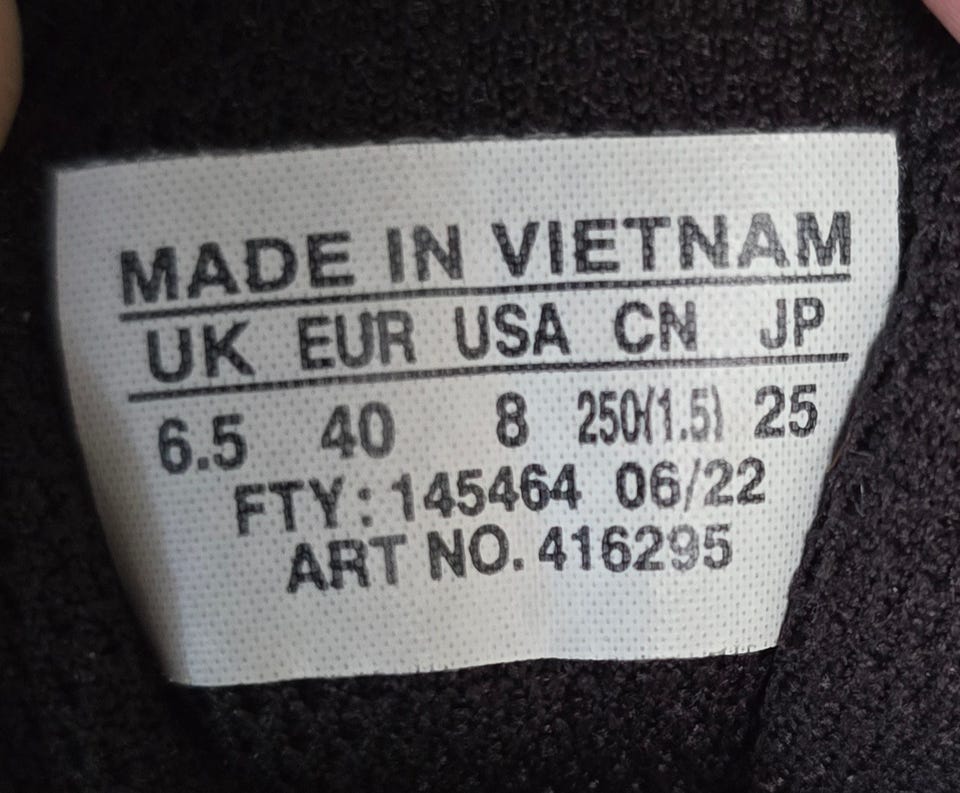 MADE IN VIETNAM
UK EUR USA CN JP
6.5 40 8 250(1.5) 25
FTY: 145464 06/22
ART NO. 416295